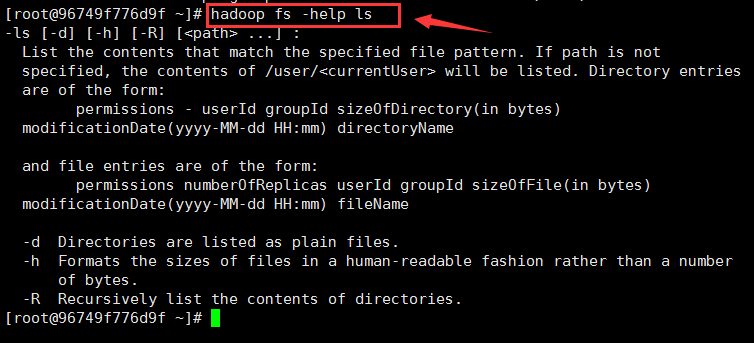 [root@96749f776d9f ~]# hadoop fs -help ls
-ls [-d] [-h] [-R] [<path> ...] :
  List the contents that match the specified file pattern. If path is not
  specified, the contents of /user/<currentUser> will be listed. Directory entries
  are of the form:
        permissions - userId groupId sizeOfDirectory(in bytes)
  modificationDate(yyyy-MM-dd HH:mm) directoryName

  and file entries are of the form:
        permissions numberOfReplicas userId groupId sizeOfFile(in bytes)
  modificationDate(yyyy-MM-dd HH:mm) fileName

  -d  Directories are listed as plain files.
  -h  Formats the sizes of files in a human-readable fashion rather than a number
      of bytes.
  -R  Recursively list the contents of directories.
[root@96749f776d9f ~]#